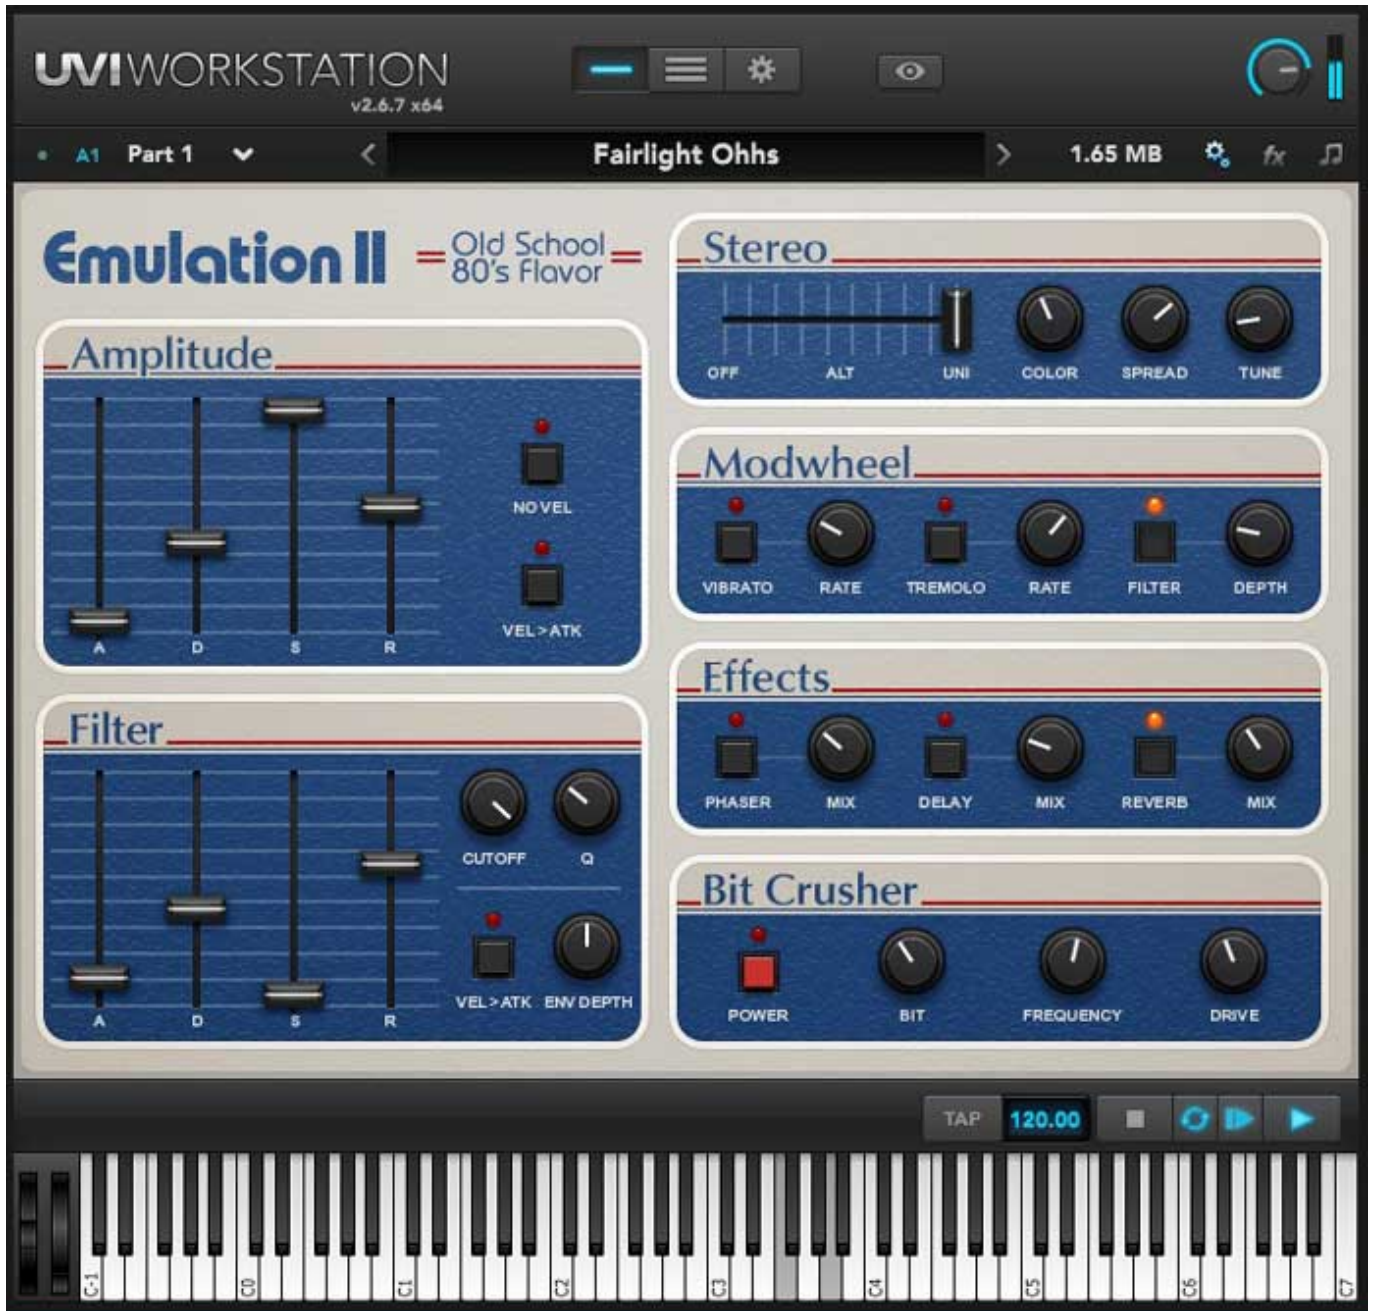 UVIWORKSTATION
v2.6.7 x64
A1 Part 1 Fairlight Ohhs 1.65 MB fx
Emulation II
Old School
80's Flavor
Amplitude
NO VEL
VEL>ATK
A D S R
Filter
CUTOFF Q
VEL>ATK ENV DEPTH
A D S R
Stereo
OFF ALT UNI COLOR SPREAD TUNE
Modwheel
VIBRATO RATE TREMOLO RATE FILTER DEPTH
Effects
PHASER MIX DELAY MIX REVERB MIX
Bit Crusher
POWER BIT FREQUENCY DRIVE
TAP 120.00
C-1 C0 C1 C2 C3 C4 C5 C6 C7